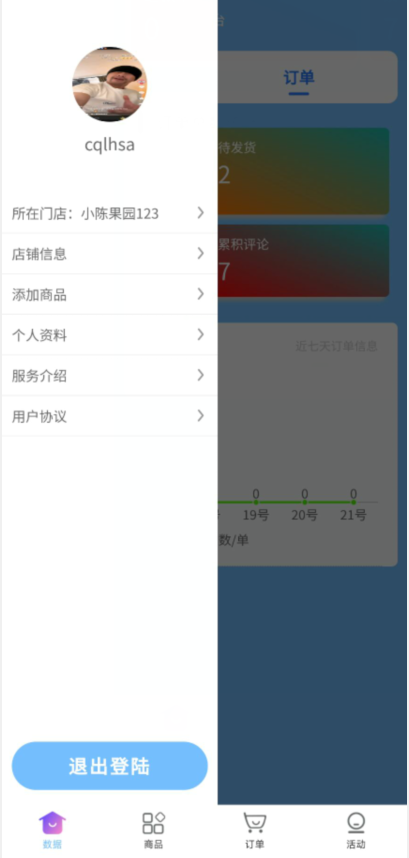 台
订单
cqlhsa
待发货
2
所在门店：小陈果园123
累积评论
店铺信息
7
添加商品
个人资料
近七天订单信息
服务介绍
用户协议
0
0
0
号
19号
20号
21号
数/单
退出登陆
数据
商品
订单
活动